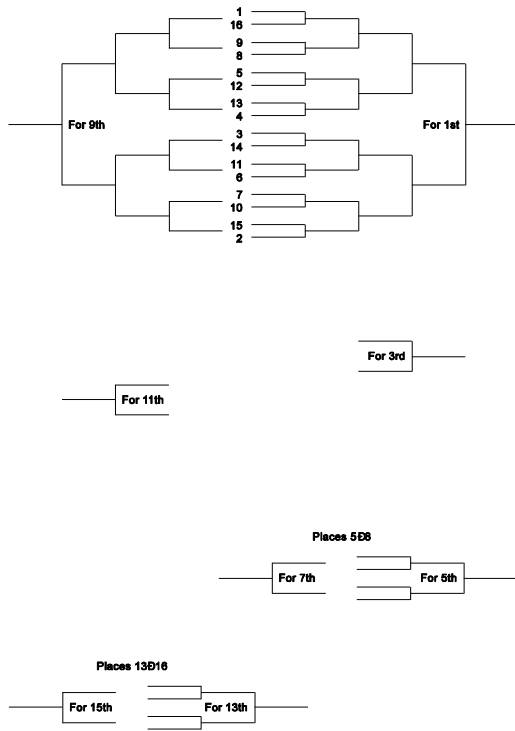 1
16
9
8
5
12
13
4
For 9th
For 1st
3
14
11
6
7
10
15
2
For 3rd
For 11th
Places 5Ð8
For 7th
For 5th
Places 13Ð16
For 15th
For 13th